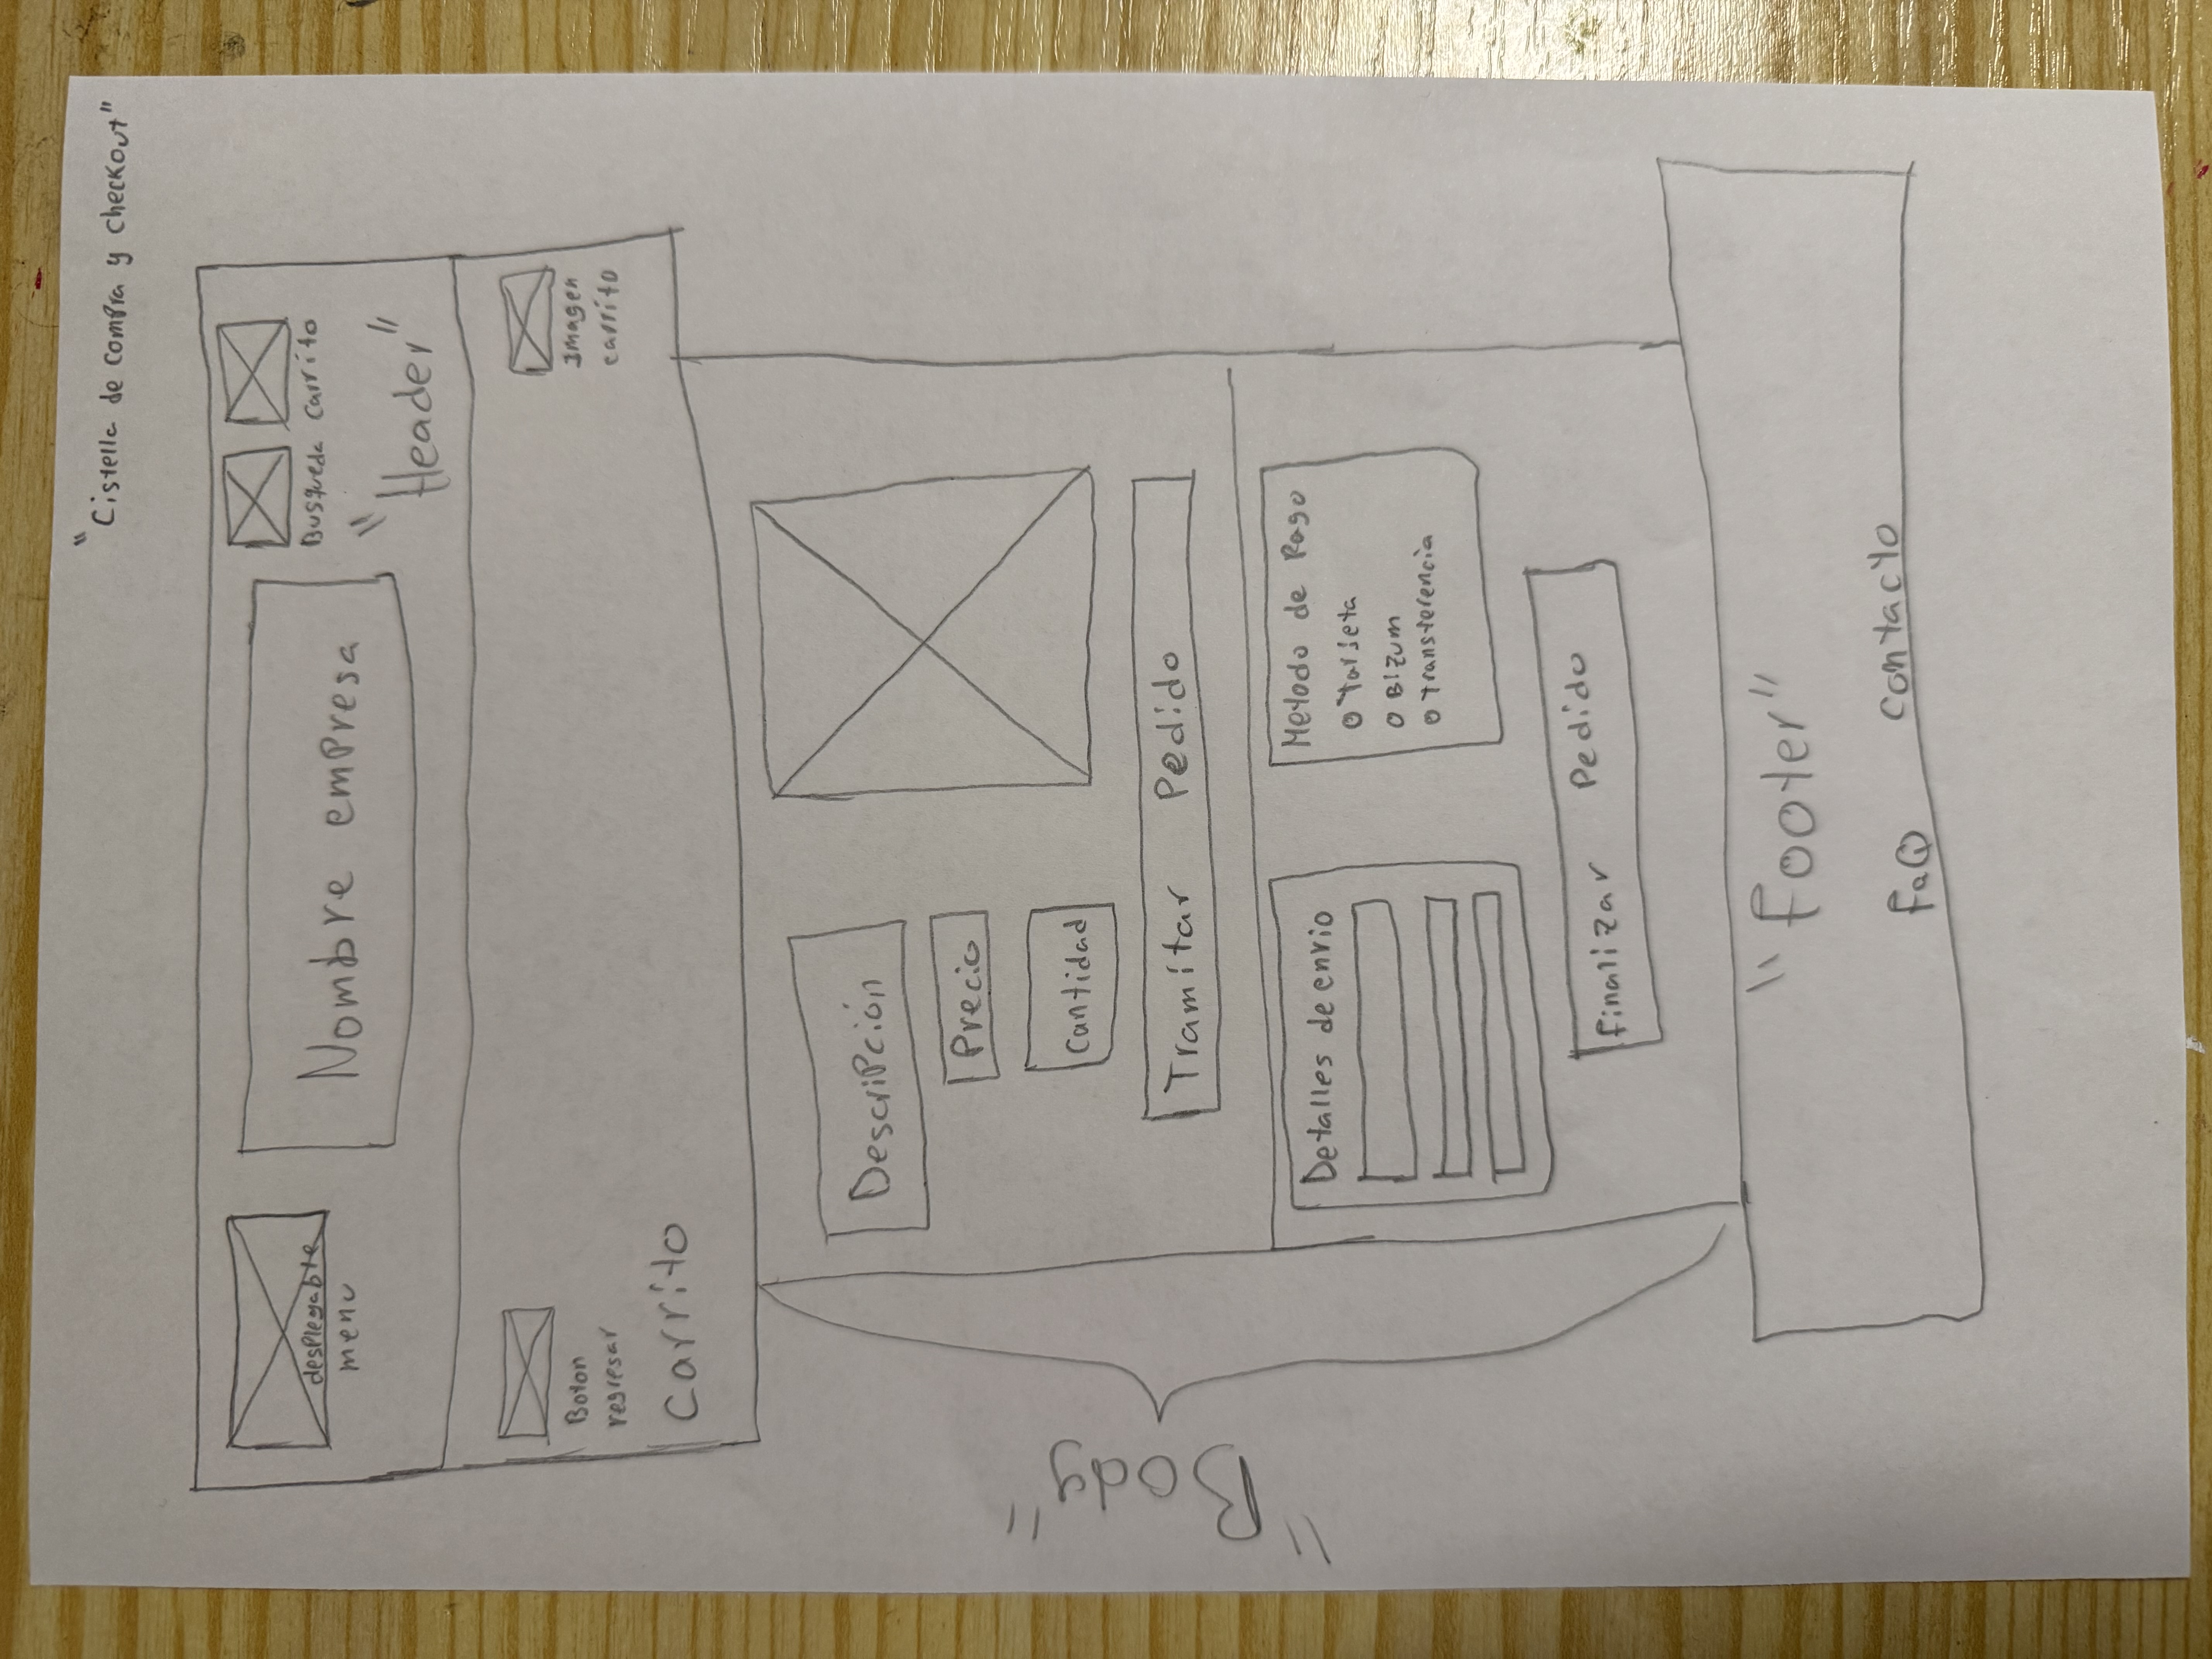 "Cistella de compra y checkout"
desplegable
menu
Nombre empresa
Busqueda Carrito
"Header"
Boton
regresar
Imagen
carrito
Carrito
"Body"
Descripción
Precio
Cantidad
Tramitar Pedido
Detalles de envio
Metodo de Pago
Tarjeta
Bizum
Transferencia
Finalizar Pedido
"Footer"
FaQ Contacto